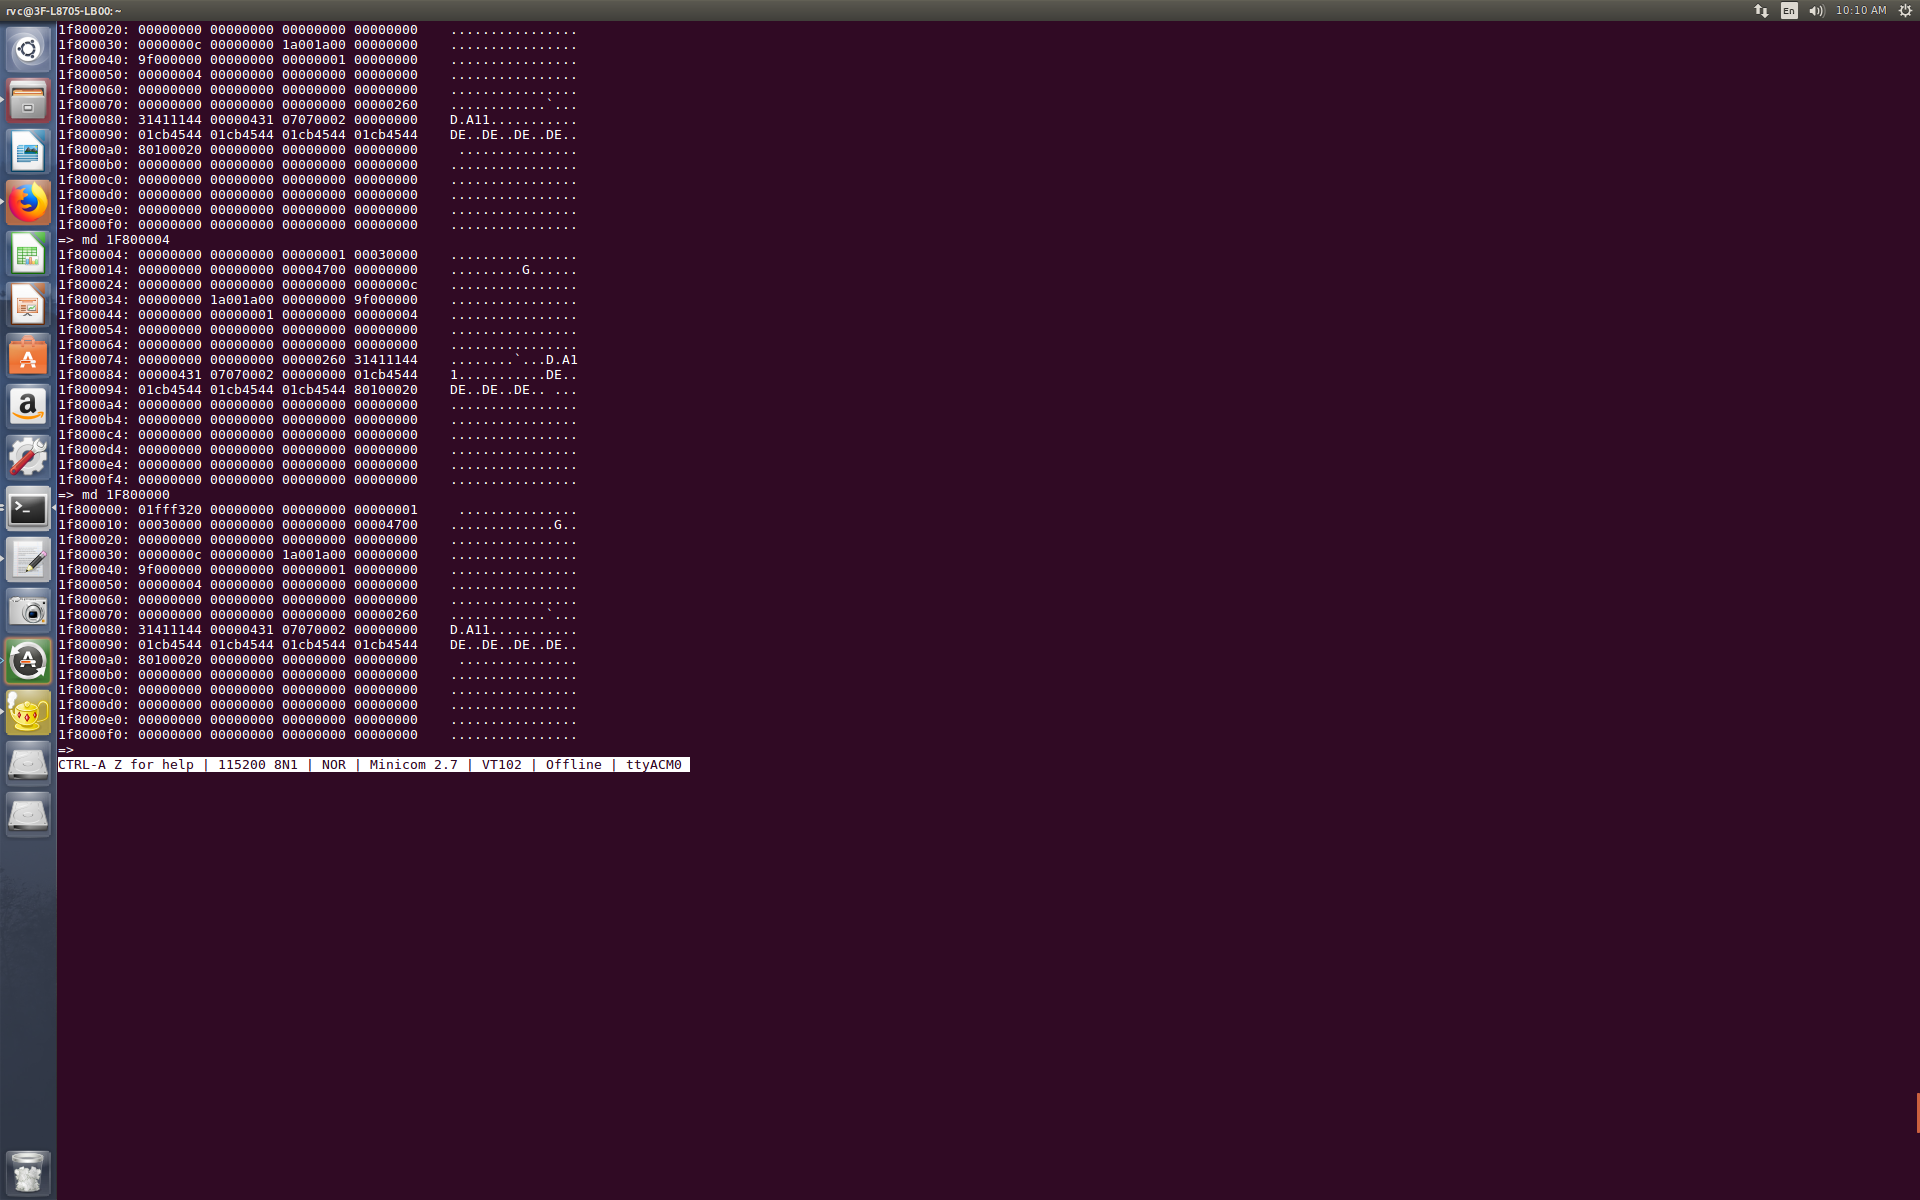 rvc@3F-L8705-LB00: ~
En
10:10 AM
1f800020: 00000000 00000000 00000000 00000000    ................
1f800030: 0000000c 00000000 1a001a00 00000000    ................
1f800040: 9f000000 00000000 00000001 00000000    ................
1f800050: 00000004 00000000 00000000 00000000    ................
1f800060: 00000000 00000000 00000000 00000000    ................
1f800070: 00000000 00000000 00000000 00000260    ............`...
1f800080: 31411144 00000431 07070002 00000000    D.A11...........
1f800090: 01cb4544 01cb4544 01cb4544 01cb4544    DE..DE..DE..DE..
1f8000a0: 80100020 00000000 00000000 00000000     ...............
1f8000b0: 00000000 00000000 00000000 00000000    ................
1f8000c0: 00000000 00000000 00000000 00000000    ................
1f8000d0: 00000000 00000000 00000000 00000000    ................
1f8000e0: 00000000 00000000 00000000 00000000    ................
1f8000f0: 00000000 00000000 00000000 00000000    ................
=> md 1F800004
1f800004: 00000000 00000000 00000001 00030000    ................
1f800014: 00000000 00000000 00004700 00000000    .........G......
1f800024: 00000000 00000000 00000000 0000000c    ................
1f800034: 00000000 1a001a00 00000000 9f000000    ................
1f800044: 00000000 00000001 00000000 00000004    ................
1f800054: 00000000 00000000 00000000 00000000    ................
1f800064: 00000000 00000000 00000000 00000000    ................
1f800074: 00000000 00000000 00000260 31411144    ........`...D.A1
1f800084: 00000431 07070002 00000000 01cb4544    1...........DE..
1f800094: 01cb4544 01cb4544 01cb4544 80100020    DE..DE..DE.. ...
1f8000a4: 00000000 00000000 00000000 00000000    ................
1f8000b4: 00000000 00000000 00000000 00000000    ................
1f8000c4: 00000000 00000000 00000000 00000000    ................
1f8000d4: 00000000 00000000 00000000 00000000    ................
1f8000e4: 00000000 00000000 00000000 00000000    ................
1f8000f4: 00000000 00000000 00000000 00000000    ................
=> md 1F800000
1f800000: 01fff320 00000000 00000000 00000001     ...............
1f800010: 00030000 00000000 00000000 00004700    .............G..
1f800020: 00000000 00000000 00000000 00000000    ................
1f800030: 0000000c 00000000 1a001a00 00000000    ................
1f800040: 9f000000 00000000 00000001 00000000    ................
1f800050: 00000004 00000000 00000000 00000000    ................
1f800060: 00000000 00000000 00000000 00000000    ................
1f800070: 00000000 00000000 00000000 00000260    ............`...
1f800080: 31411144 00000431 07070002 00000000    D.A11...........
1f800090: 01cb4544 01cb4544 01cb4544 01cb4544    DE..DE..DE..DE..
1f8000a0: 80100020 00000000 00000000 00000000     ...............
1f8000b0: 00000000 00000000 00000000 00000000    ................
1f8000c0: 00000000 00000000 00000000 00000000    ................
1f8000d0: 00000000 00000000 00000000 00000000    ................
1f8000e0: 00000000 00000000 00000000 00000000    ................
1f8000f0: 00000000 00000000 00000000 00000000    ................
=>
CTRL-A Z for help | 115200 8N1 | NOR | Minicom 2.7 | VT102 | Offline | ttyACM0